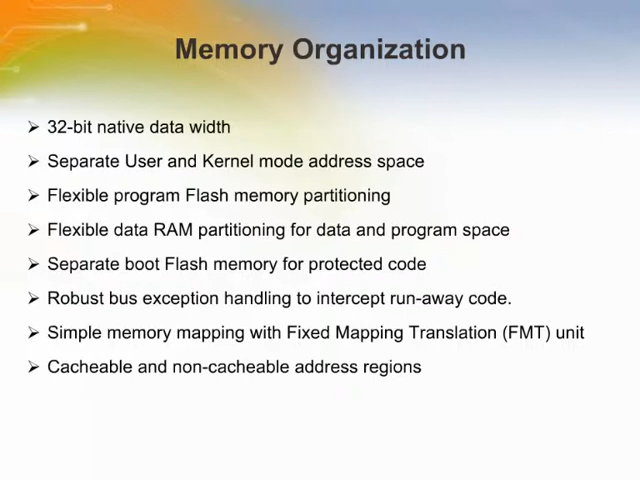 Memory Organization
➢ 32-bit native data width
➢ Separate User and Kernel mode address space
➢ Flexible program Flash memory partitioning
➢ Flexible data RAM partitioning for data and program space
➢ Separate boot Flash memory for protected code
➢ Robust bus exception handling to intercept run-away code.
➢ Simple memory mapping with Fixed Mapping Translation (FMT) unit
➢ Cacheable and non-cacheable address regions